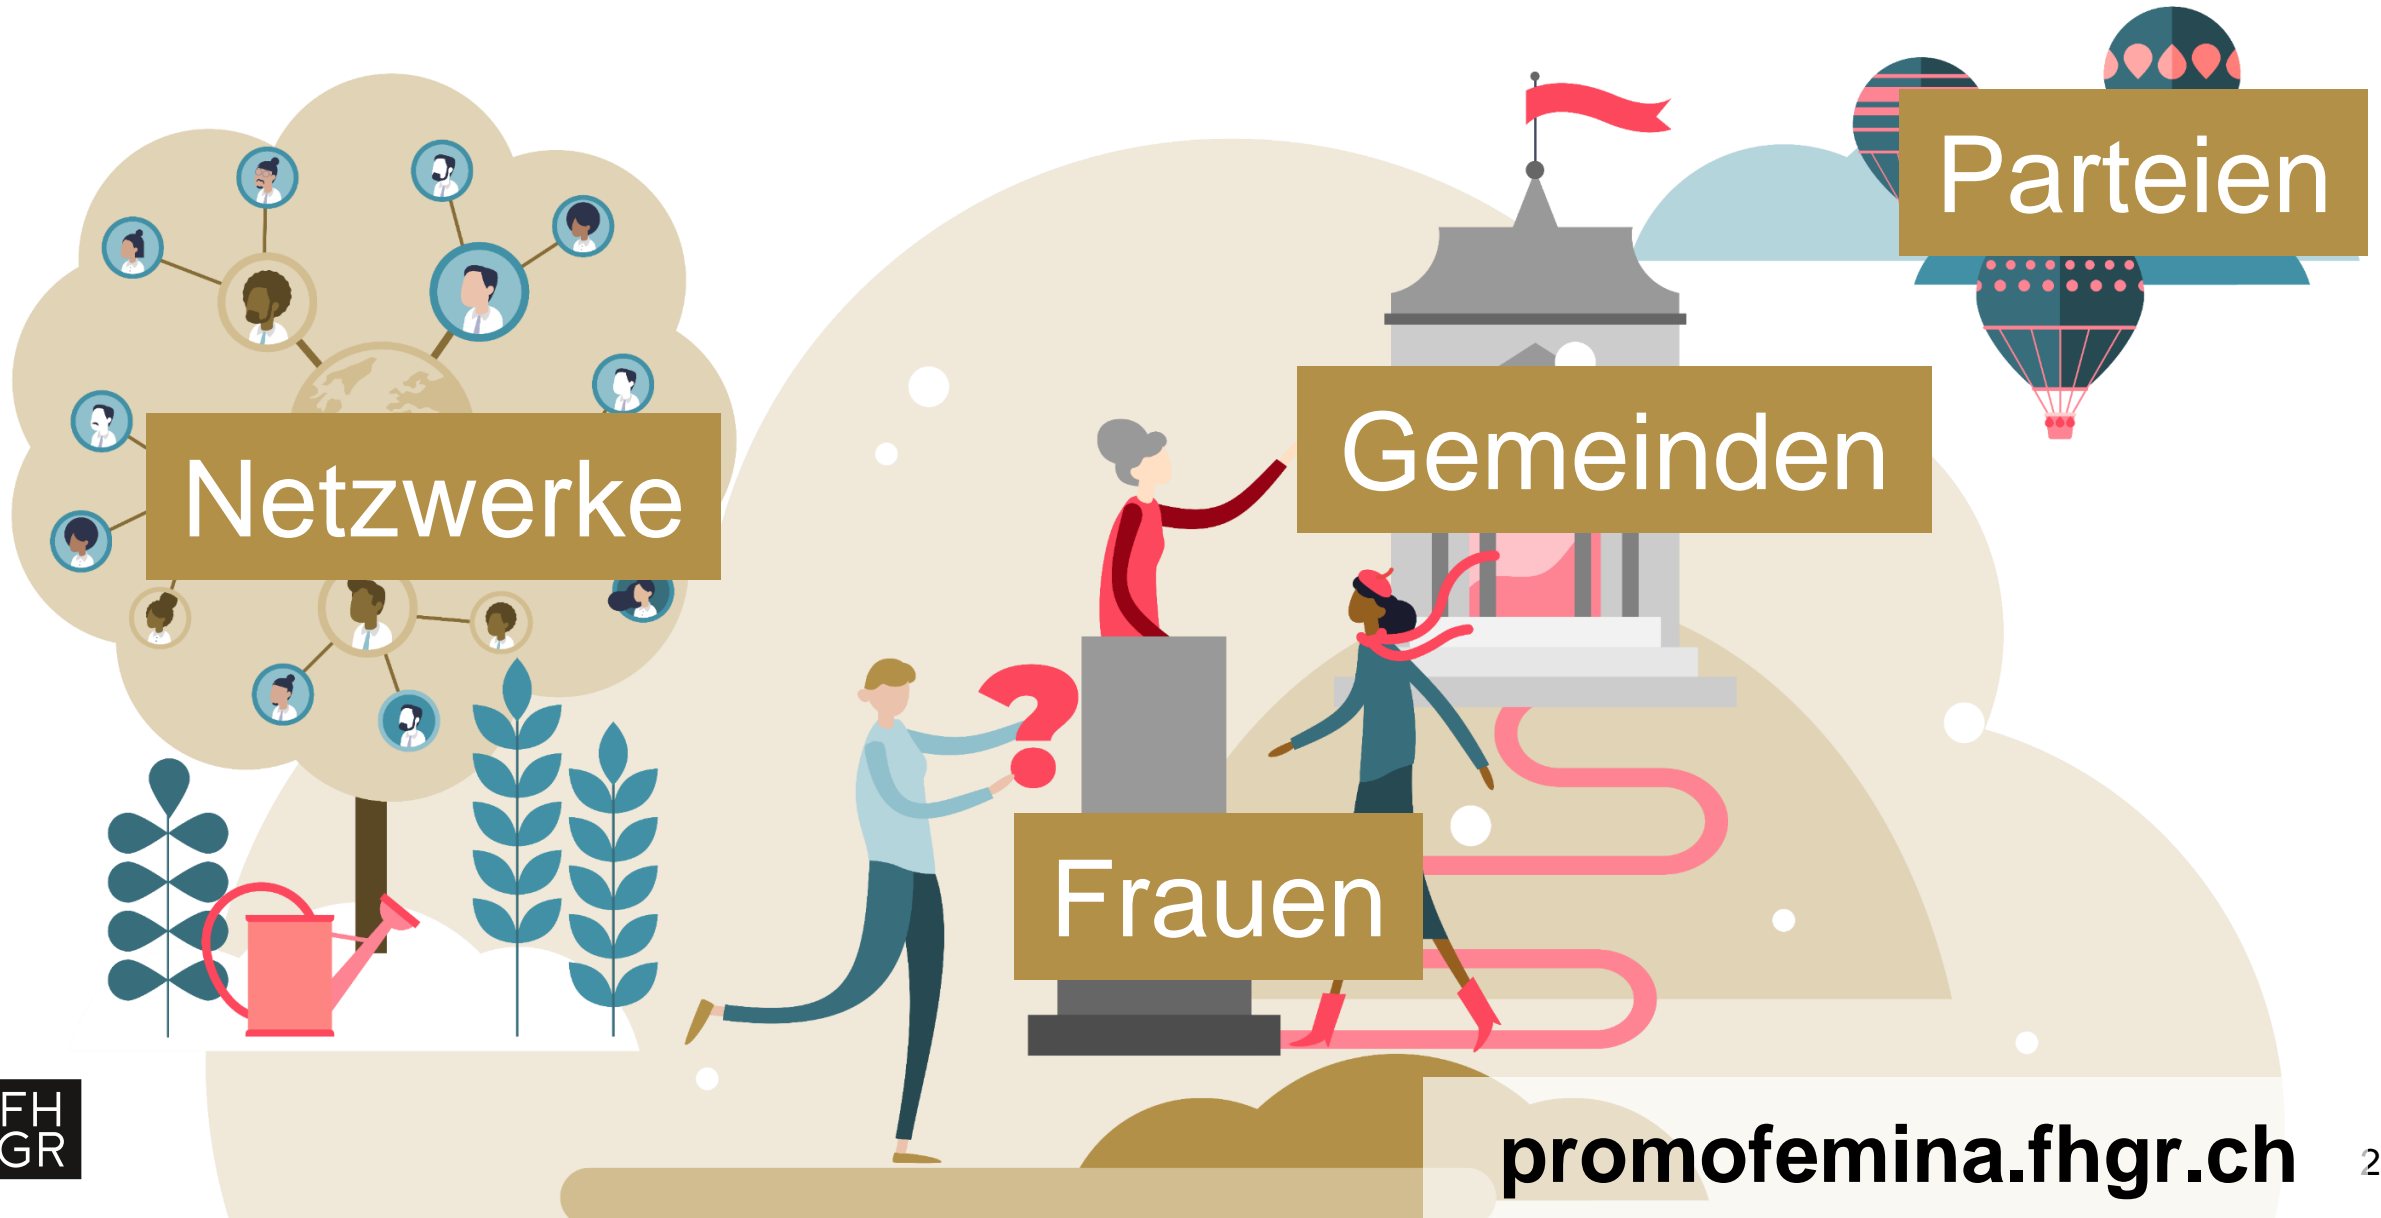 Parteien
Gemeinden
Netzwerke
Frauen
FH
GR
promofemina.fhgr.ch
2